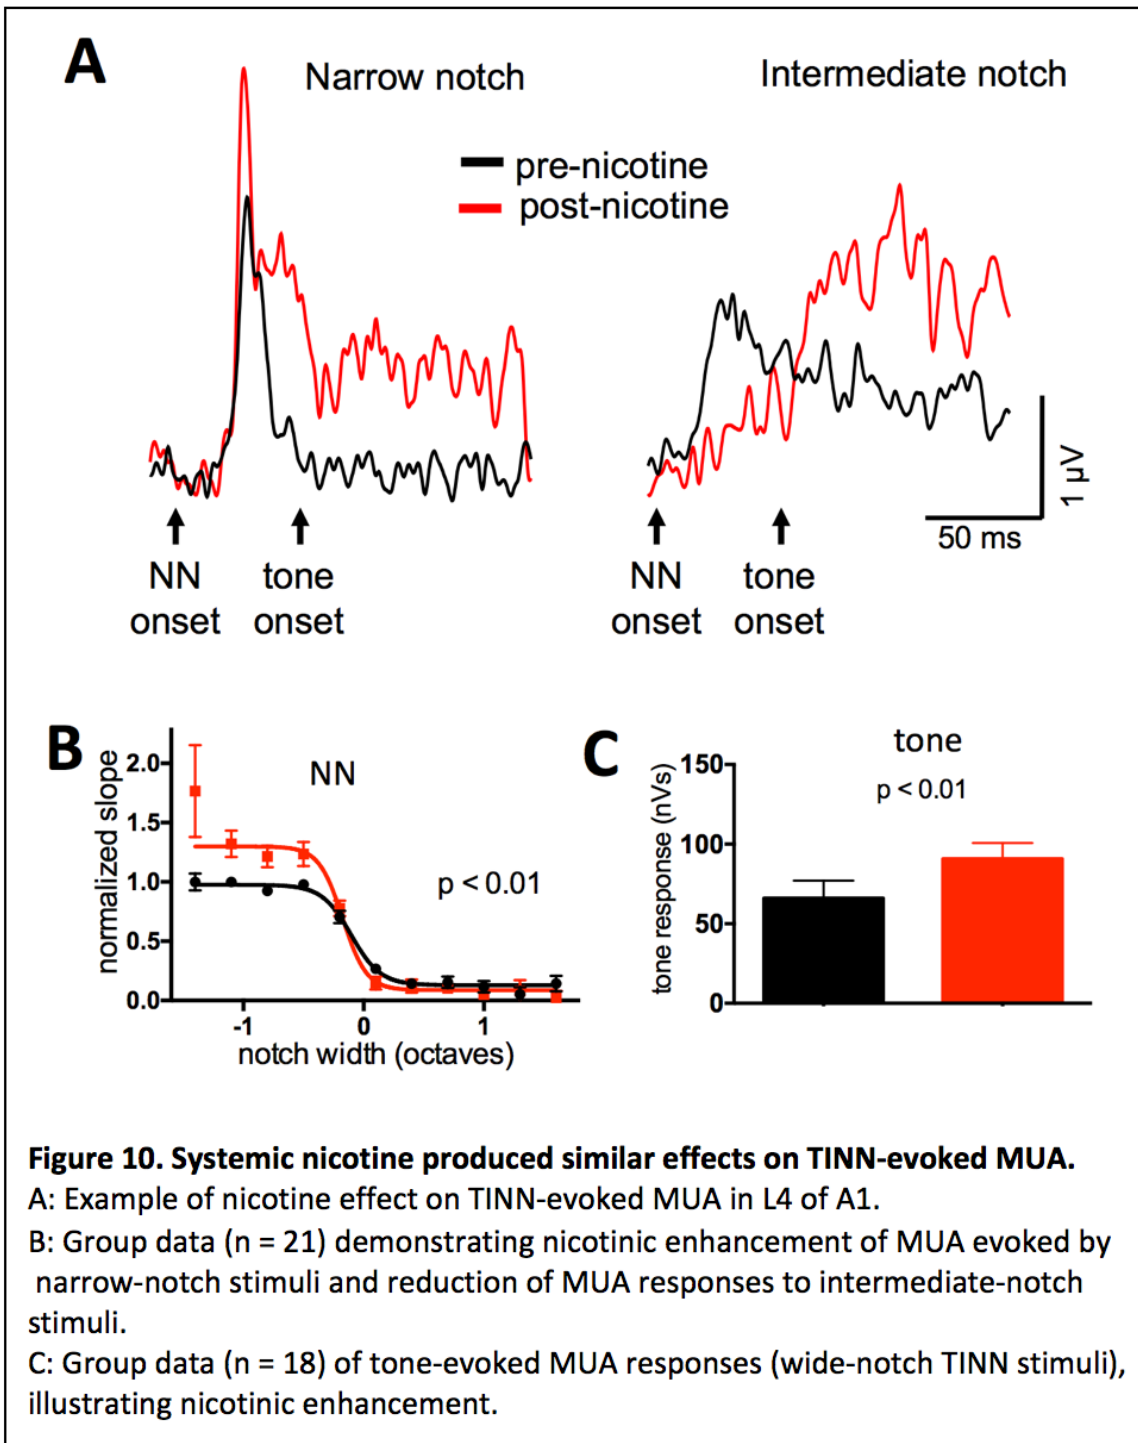 A
Narrow notch
Intermediate notch
pre-nicotine
post-nicotine
1 µV
50 ms
NN
onset
tone
onset
NN
onset
tone
onset
B
NN
p < 0.01
normalized slope
2.0
1.5
1.0
0.5
0.0
-1 0 1
notch width (octaves)
C
tone
p < 0.01
tone response (nVs)
150
100
50
0
Figure 10. Systemic nicotine produced similar effects on TINN-evoked MUA.
A: Example of nicotine effect on TINN-evoked MUA in L4 of A1.
B: Group data (n = 21) demonstrating nicotinic enhancement of MUA evoked by
narrow-notch stimuli and reduction of MUA responses to intermediate-notch
stimuli.
C: Group data (n = 18) of tone-evoked MUA responses (wide-notch TINN stimuli),
illustrating nicotinic enhancement.